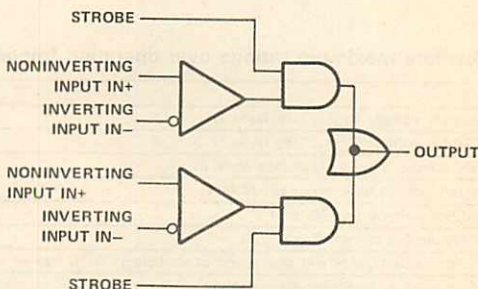 STROBE
NONINVERTING
INPUT IN+
INVERTING
INPUT IN−
OUTPUT
NONINVERTING
INPUT IN+
INVERTING
INPUT IN−
STROBE